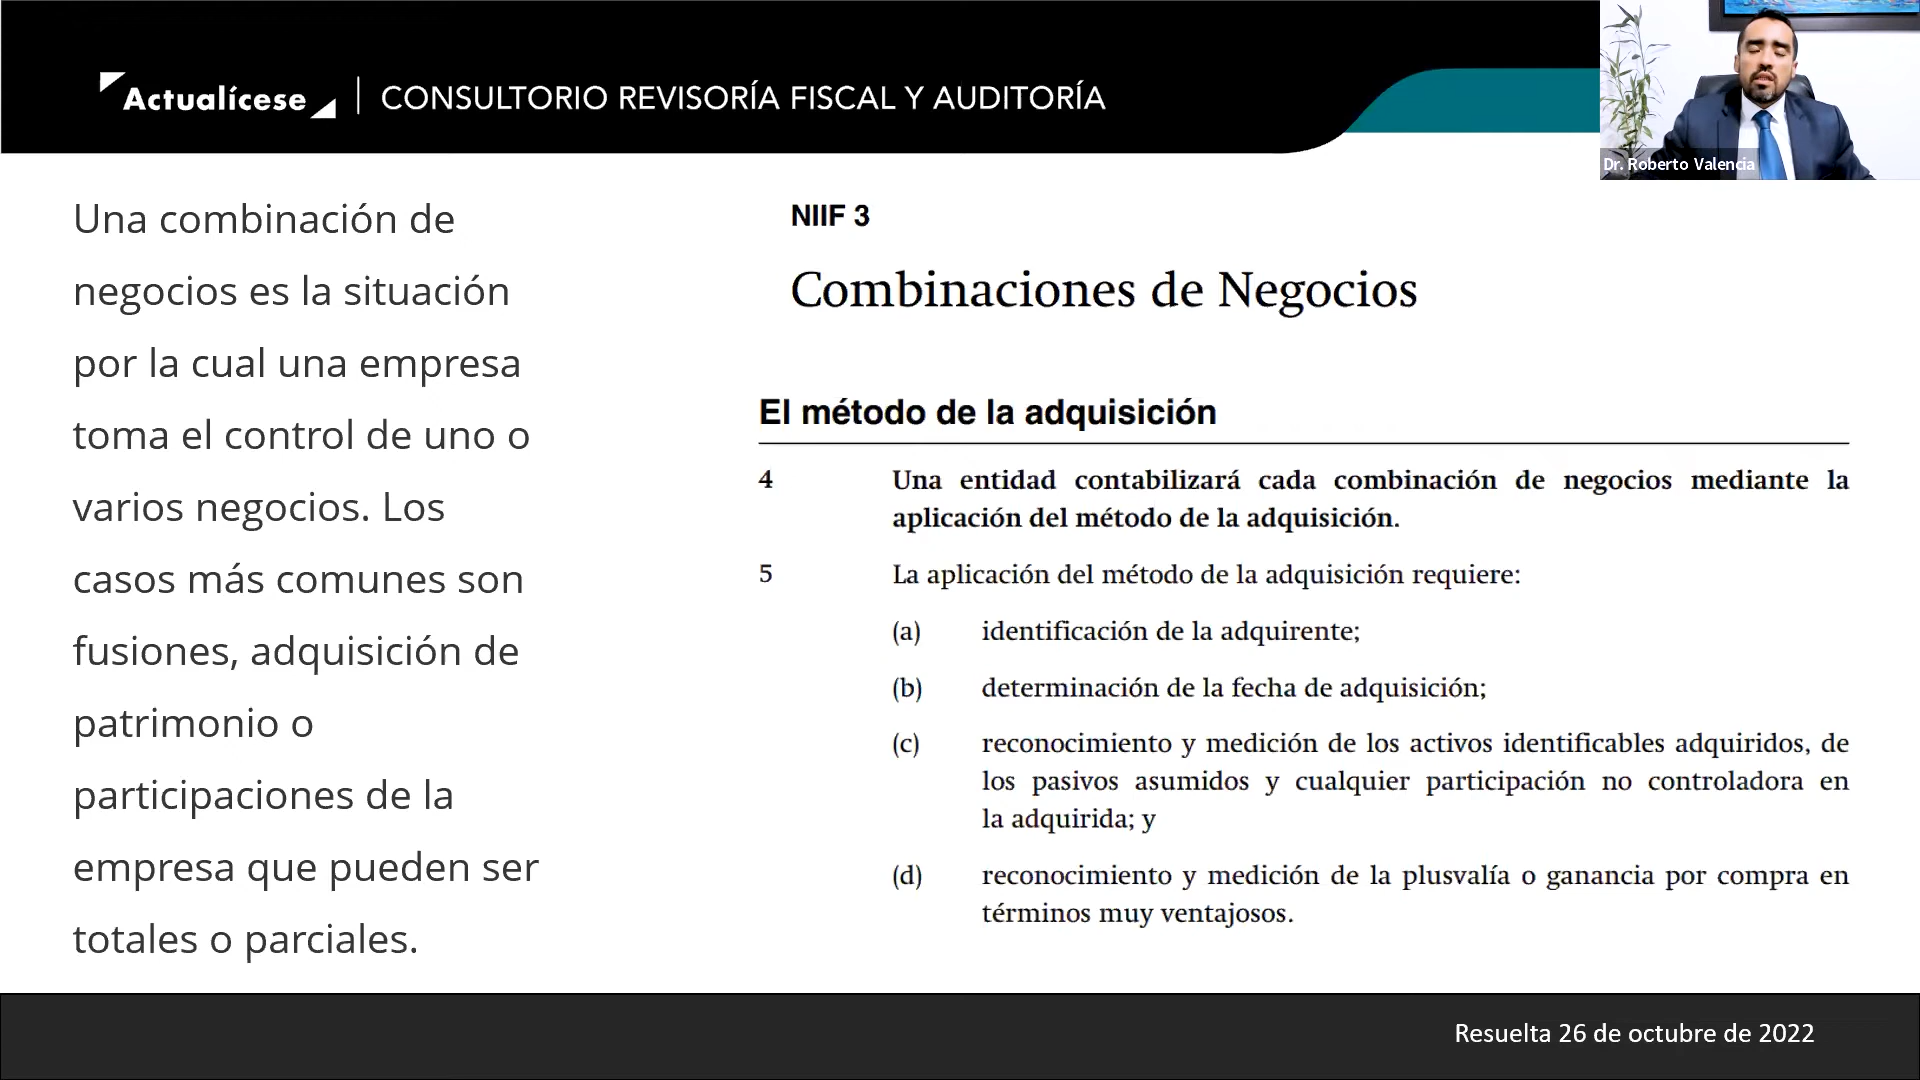 Actualícese | CONSULTORIO REVISORÍA FISCAL Y AUDITORÍA
Dr. Roberto Valencia
Una combinación de
negocios es la situación
por la cual una empresa
toma el control de uno o
varios negocios. Los
casos más comunes son
fusiones, adquisición de
patrimonio o
participaciones de la
empresa que pueden ser
totales o parciales.
NIIF 3
Combinaciones de Negocios
El método de la adquisición
4 Una entidad contabilizará cada combinación de negocios mediante la
aplicación del método de la adquisición.
5 La aplicación del método de la adquisición requiere:
(a) identificación de la adquirente;
(b) determinación de la fecha de adquisición;
(c) reconocimiento y medición de los activos identificables adquiridos, de
los pasivos asumidos y cualquier participación no controladora en
la adquirida; y
(d) reconocimiento y medición de la plusvalía o ganancia por compra en
términos muy ventajosos.
Resuelta 26 de octubre de 2022